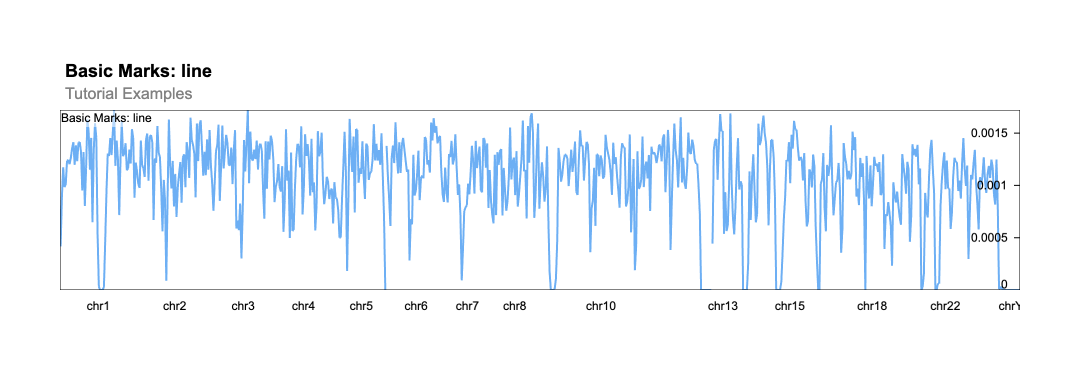 Basic Marks: line
Tutorial Examples
Basic Marks: line
0.0015
0.001
0.0005
0
chr1 chr2 chr3 chr4 chr5 chr6 chr7 chr8 chr10 chr13 chr15 chr18 chr22 chrY